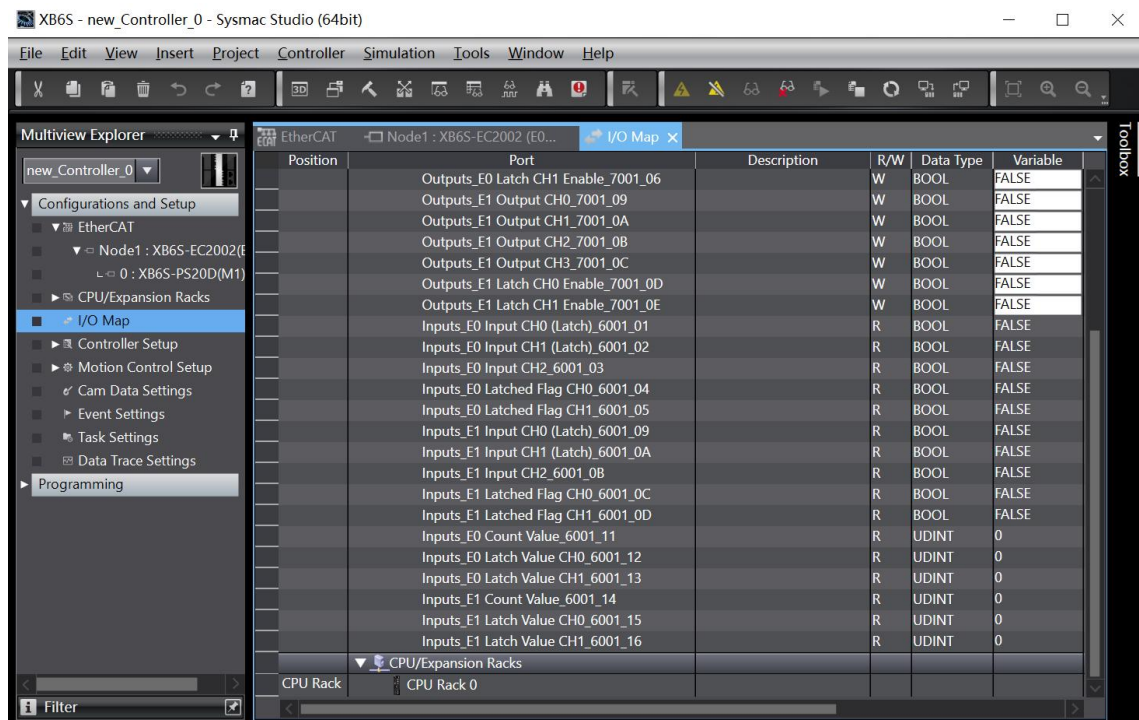 XB6S - new_Controller_0 - Sysmac Studio (64bit)
File Edit View Insert Project Controller Simulation Tools Window Help
Multview Explorer
new_Controller_0
Configurations and Setup
EtherCAT
Node1 : XB6S-EC2002(E
0 : XB6S-PS20D(M1)
CPU/Expansion Racks
I/O Map
Controller Setup
Motion Control Setup
Cam Data Settings
Event Settings
Task Settings
Data Trace Settings
Programming
Filter
EtherCAT Node1 : XB6S-EC2002 (E0... I/O Map
Position Port Description R/W Data Type Variable
Outputs_E0 Latch CH1 Enable_7001_06 W BOOL FALSE
Outputs_E1 Output CH0_7001_09 W BOOL FALSE
Outputs_E1 Output CH1_7001_0A W BOOL FALSE
Outputs_E1 Output CH2_7001_0B W BOOL FALSE
Outputs_E1 Output CH3_7001_0C W BOOL FALSE
Outputs_E1 Latch CH0 Enable_7001_0D W BOOL FALSE
Outputs_E1 Latch CH1 Enable_7001_0E W BOOL FALSE
Inputs_E0 Input CH0 (Latch)_6001_01 R BOOL FALSE
Inputs_E0 Input CH1 (Latch)_6001_02 R BOOL FALSE
Inputs_E0 Input CH2_6001_03 R BOOL FALSE
Inputs_E0 Latched Flag CH0_6001_04 R BOOL FALSE
Inputs_E0 Latched Flag CH1_6001_05 R BOOL FALSE
Inputs_E1 Input CH0 (Latch)_6001_09 R BOOL FALSE
Inputs_E1 Input CH1 (Latch)_6001_0A R BOOL FALSE
Inputs_E1 Input CH2_6001_0B R BOOL FALSE
Inputs_E1 Latched Flag CH0_6001_0C R BOOL FALSE
Inputs_E1 Latched Flag CH1_6001_0D R BOOL FALSE
Inputs_E0 Count Value_6001_11 R UDINT 0
Inputs_E0 Latch Value CH0_6001_12 R UDINT 0
Inputs_E0 Latch Value CH1_6001_13 R UDINT 0
Inputs_E1 Count Value_6001_14 R UDINT 0
Inputs_E1 Latch Value CH0_6001_15 R UDINT 0
Inputs_E1 Latch Value CH1_6001_16 R UDINT 0
CPU/Expansion Racks
CPU Rack CPU Rack 0
Toolbox